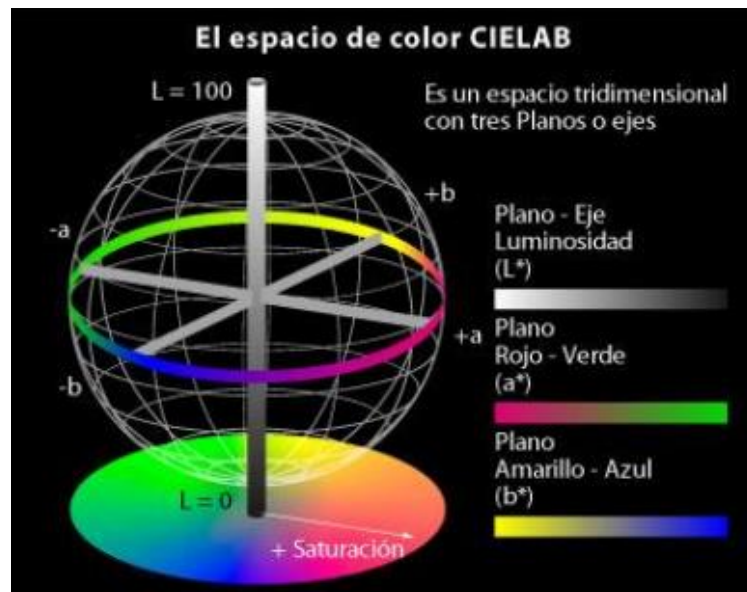 El espacio de color CIELAB
L = 100
Es un espacio tridimensional
con tres Planos o ejes
+b
-a
Plano - Eje
Luminosidad
(L*)
+a
Plano
Rojo - Verde
(a*)
-b
Plano
Amarillo - Azul
(b*)
L = 0
+ Saturación